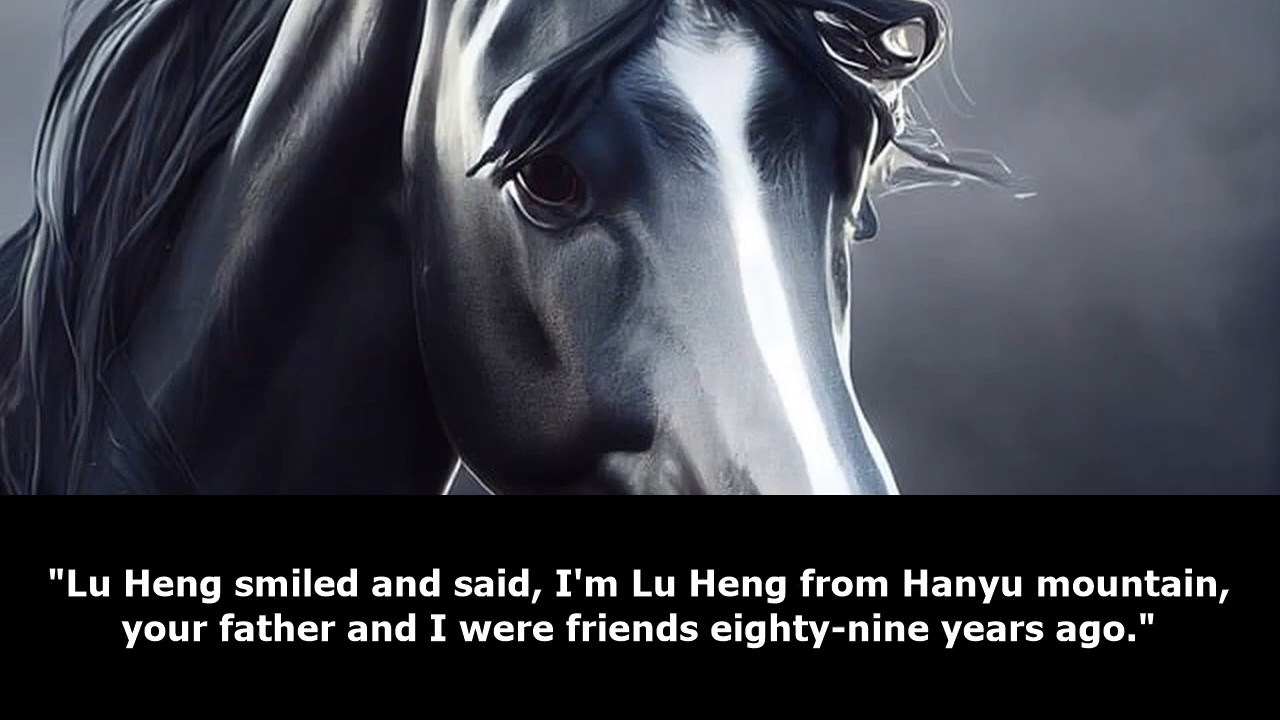 "Lu Heng smiled and said, I'm Lu Heng from Hanyu mountain,
your father and I were friends eighty-nine years ago."